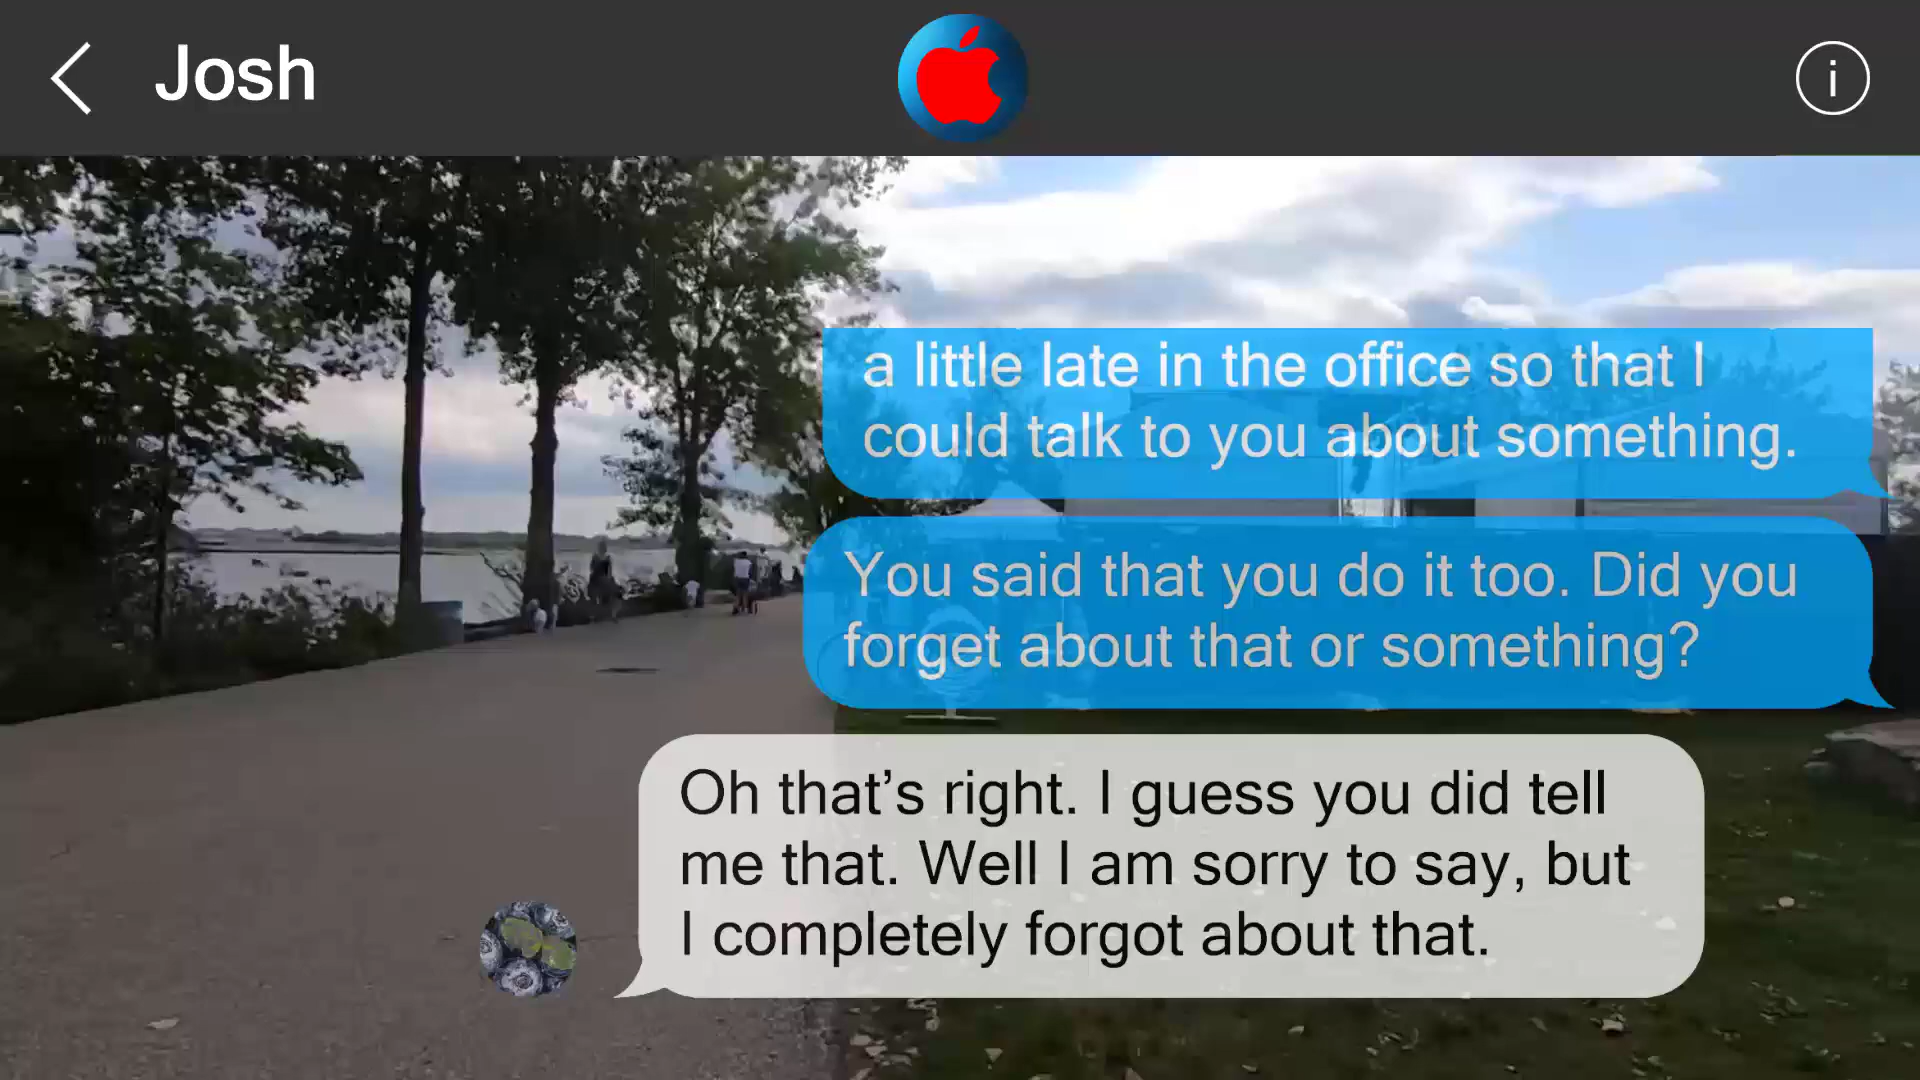 Josh
i
a little late in the office so that I
could talk to you about something.
You said that you do it too. Did you
forget about that or something?
Oh that’s right. I guess you did tell
me that. Well I am sorry to say, but
I completely forgot about that.